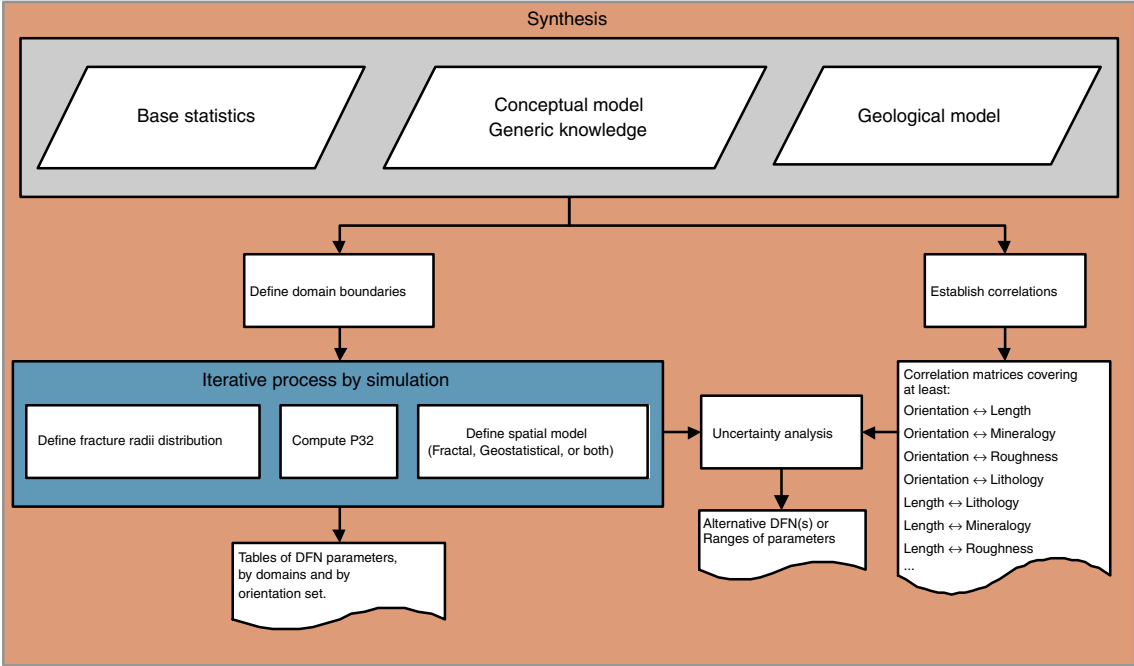 Synthesis
Base statistics
Conceptual model
Generic knowledge
Geological model
Define domain boundaries
Establish correlations
Iterative process by simulation
Define fracture radii distribution
Compute P32
Define spatial model
(Fractal, Geostatistical, or both)
Uncertainty analysis
Correlation matrices covering
at least:
Orientation ↔ Length
Orientation ↔ Mineralogy
Orientation ↔ Roughness
Orientation ↔ Lithology
Length ↔ Lithology
Length ↔ Mineralogy
Length ↔ Roughness
...
Tables of DFN parameters,
by domains and by
orientation set.
Alternative DFN(s) or
Ranges of parameters